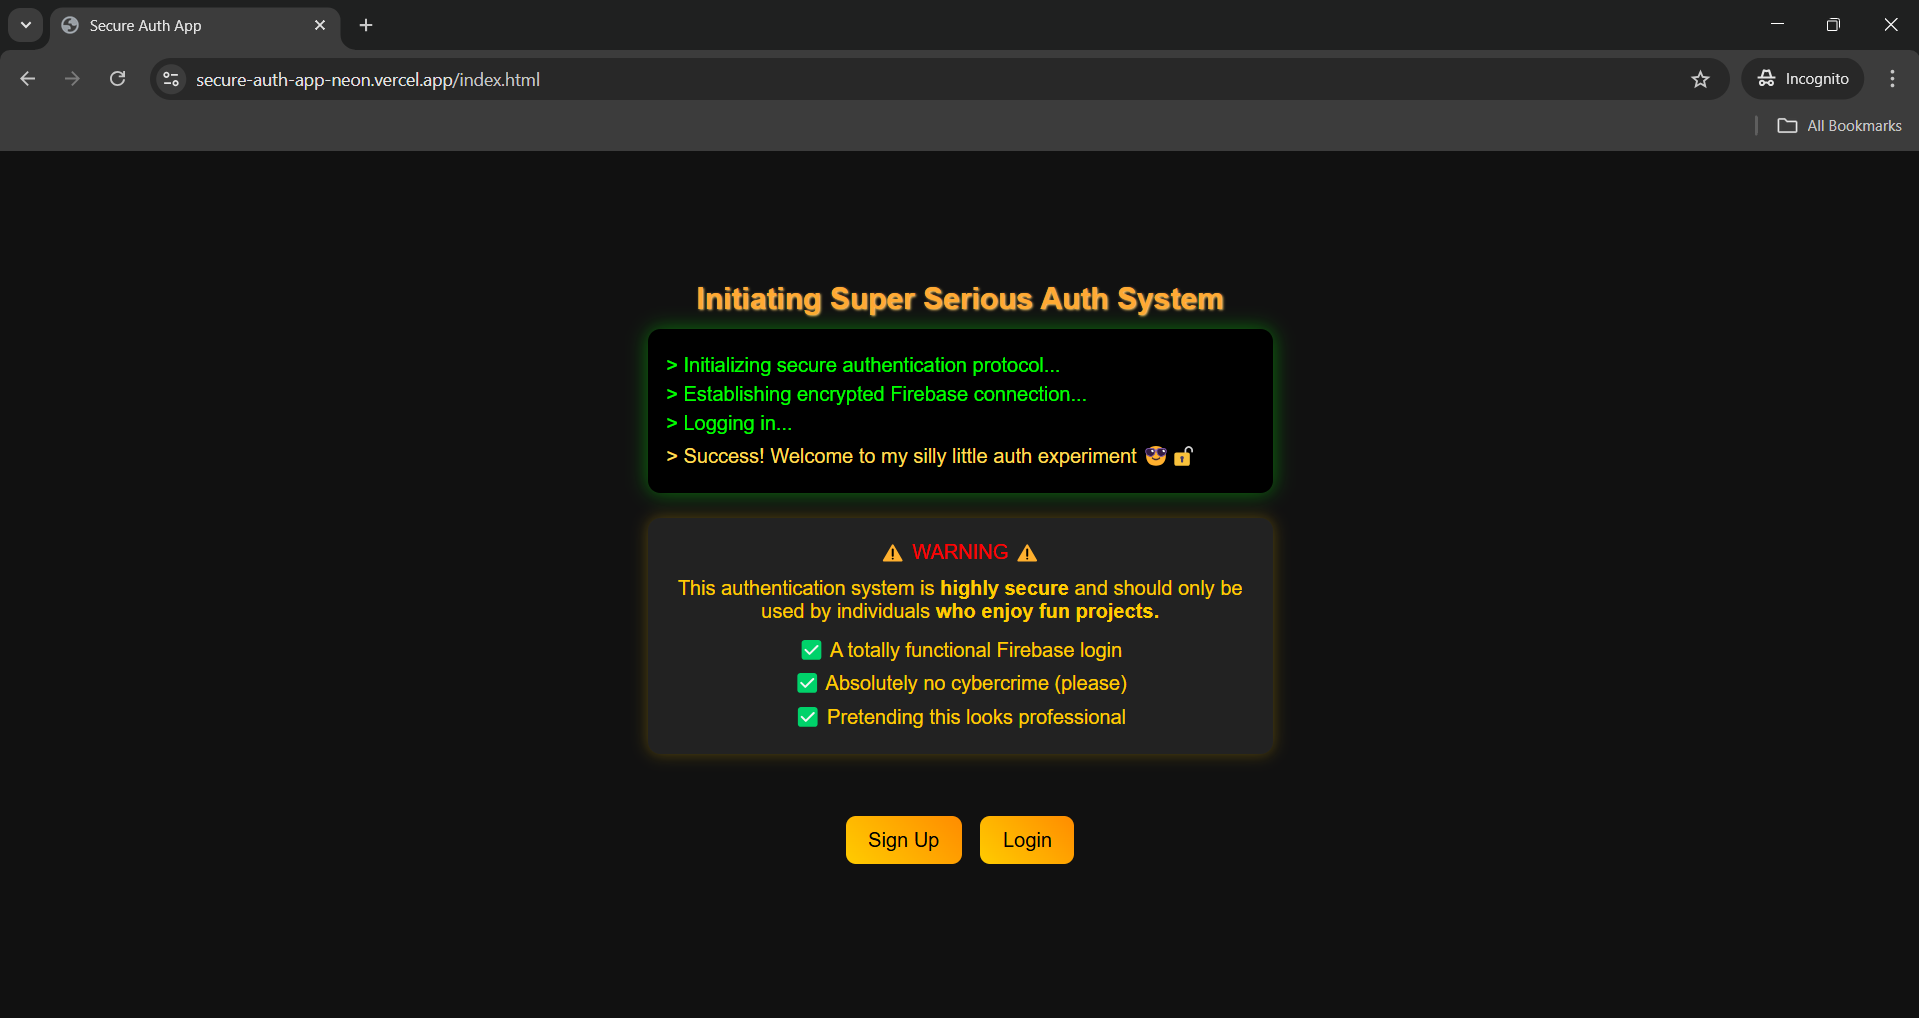 Secure Auth App
secure-auth-app-neon.vercel.app/index.html
Incognito
All Bookmarks
Initiating Super Serious Auth System
> Initializing secure authentication protocol...
> Establishing encrypted Firebase connection...
> Logging in...
> Success! Welcome to my silly little auth experiment 😎 🔓
⚠️ WARNING ⚠️
This authentication system is highly secure and should only be
used by individuals who enjoy fun projects.
✅ A totally functional Firebase login
✅ Absolutely no cybercrime (please)
✅ Pretending this looks professional
Sign Up
Login